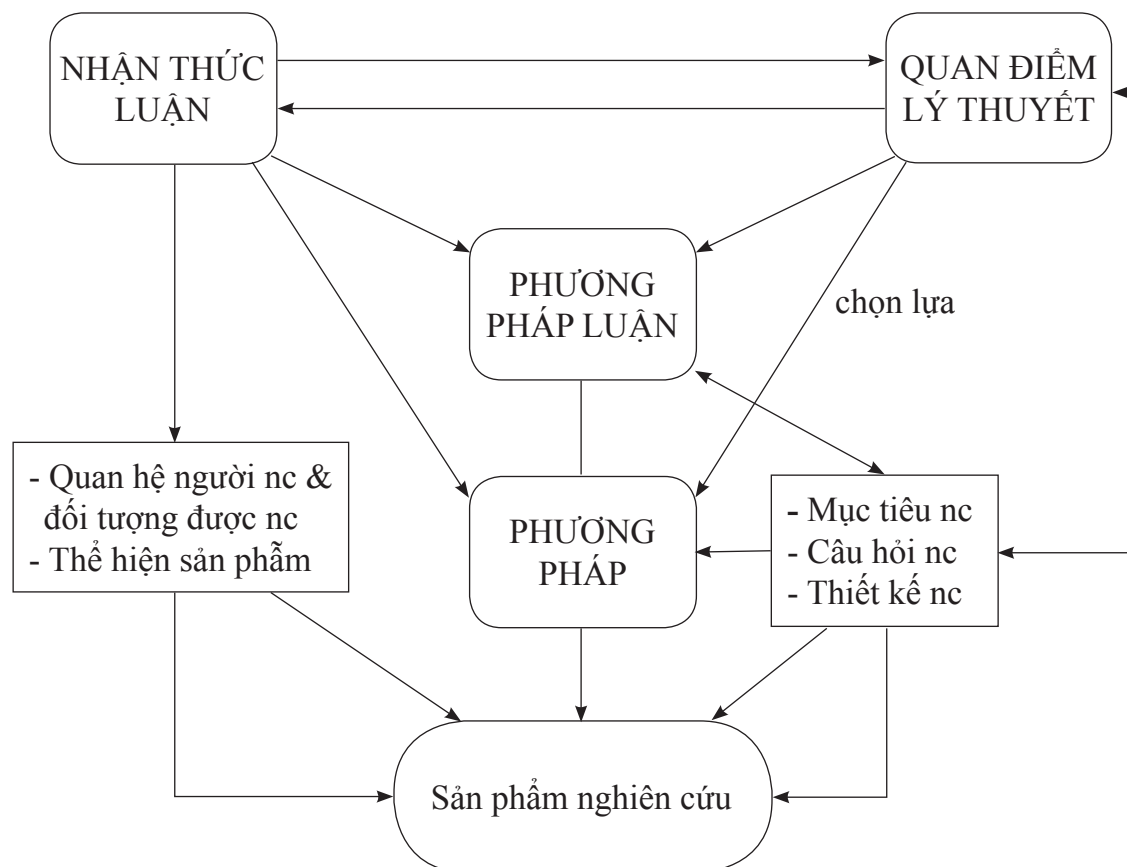 NHẬN THỨC
LUẬN
QUAN ĐIỂM
LÝ THUYẾT
PHƯƠNG
PHÁP LUẬN
chọn lựa
- Quan hệ người nc &
đối tượng được nc
- Thể hiện sản phẫm
PHƯƠNG
PHÁP
- Mục tiêu nc
- Câu hỏi nc
- Thiết kế nc
Sản phẩm nghiên cứu